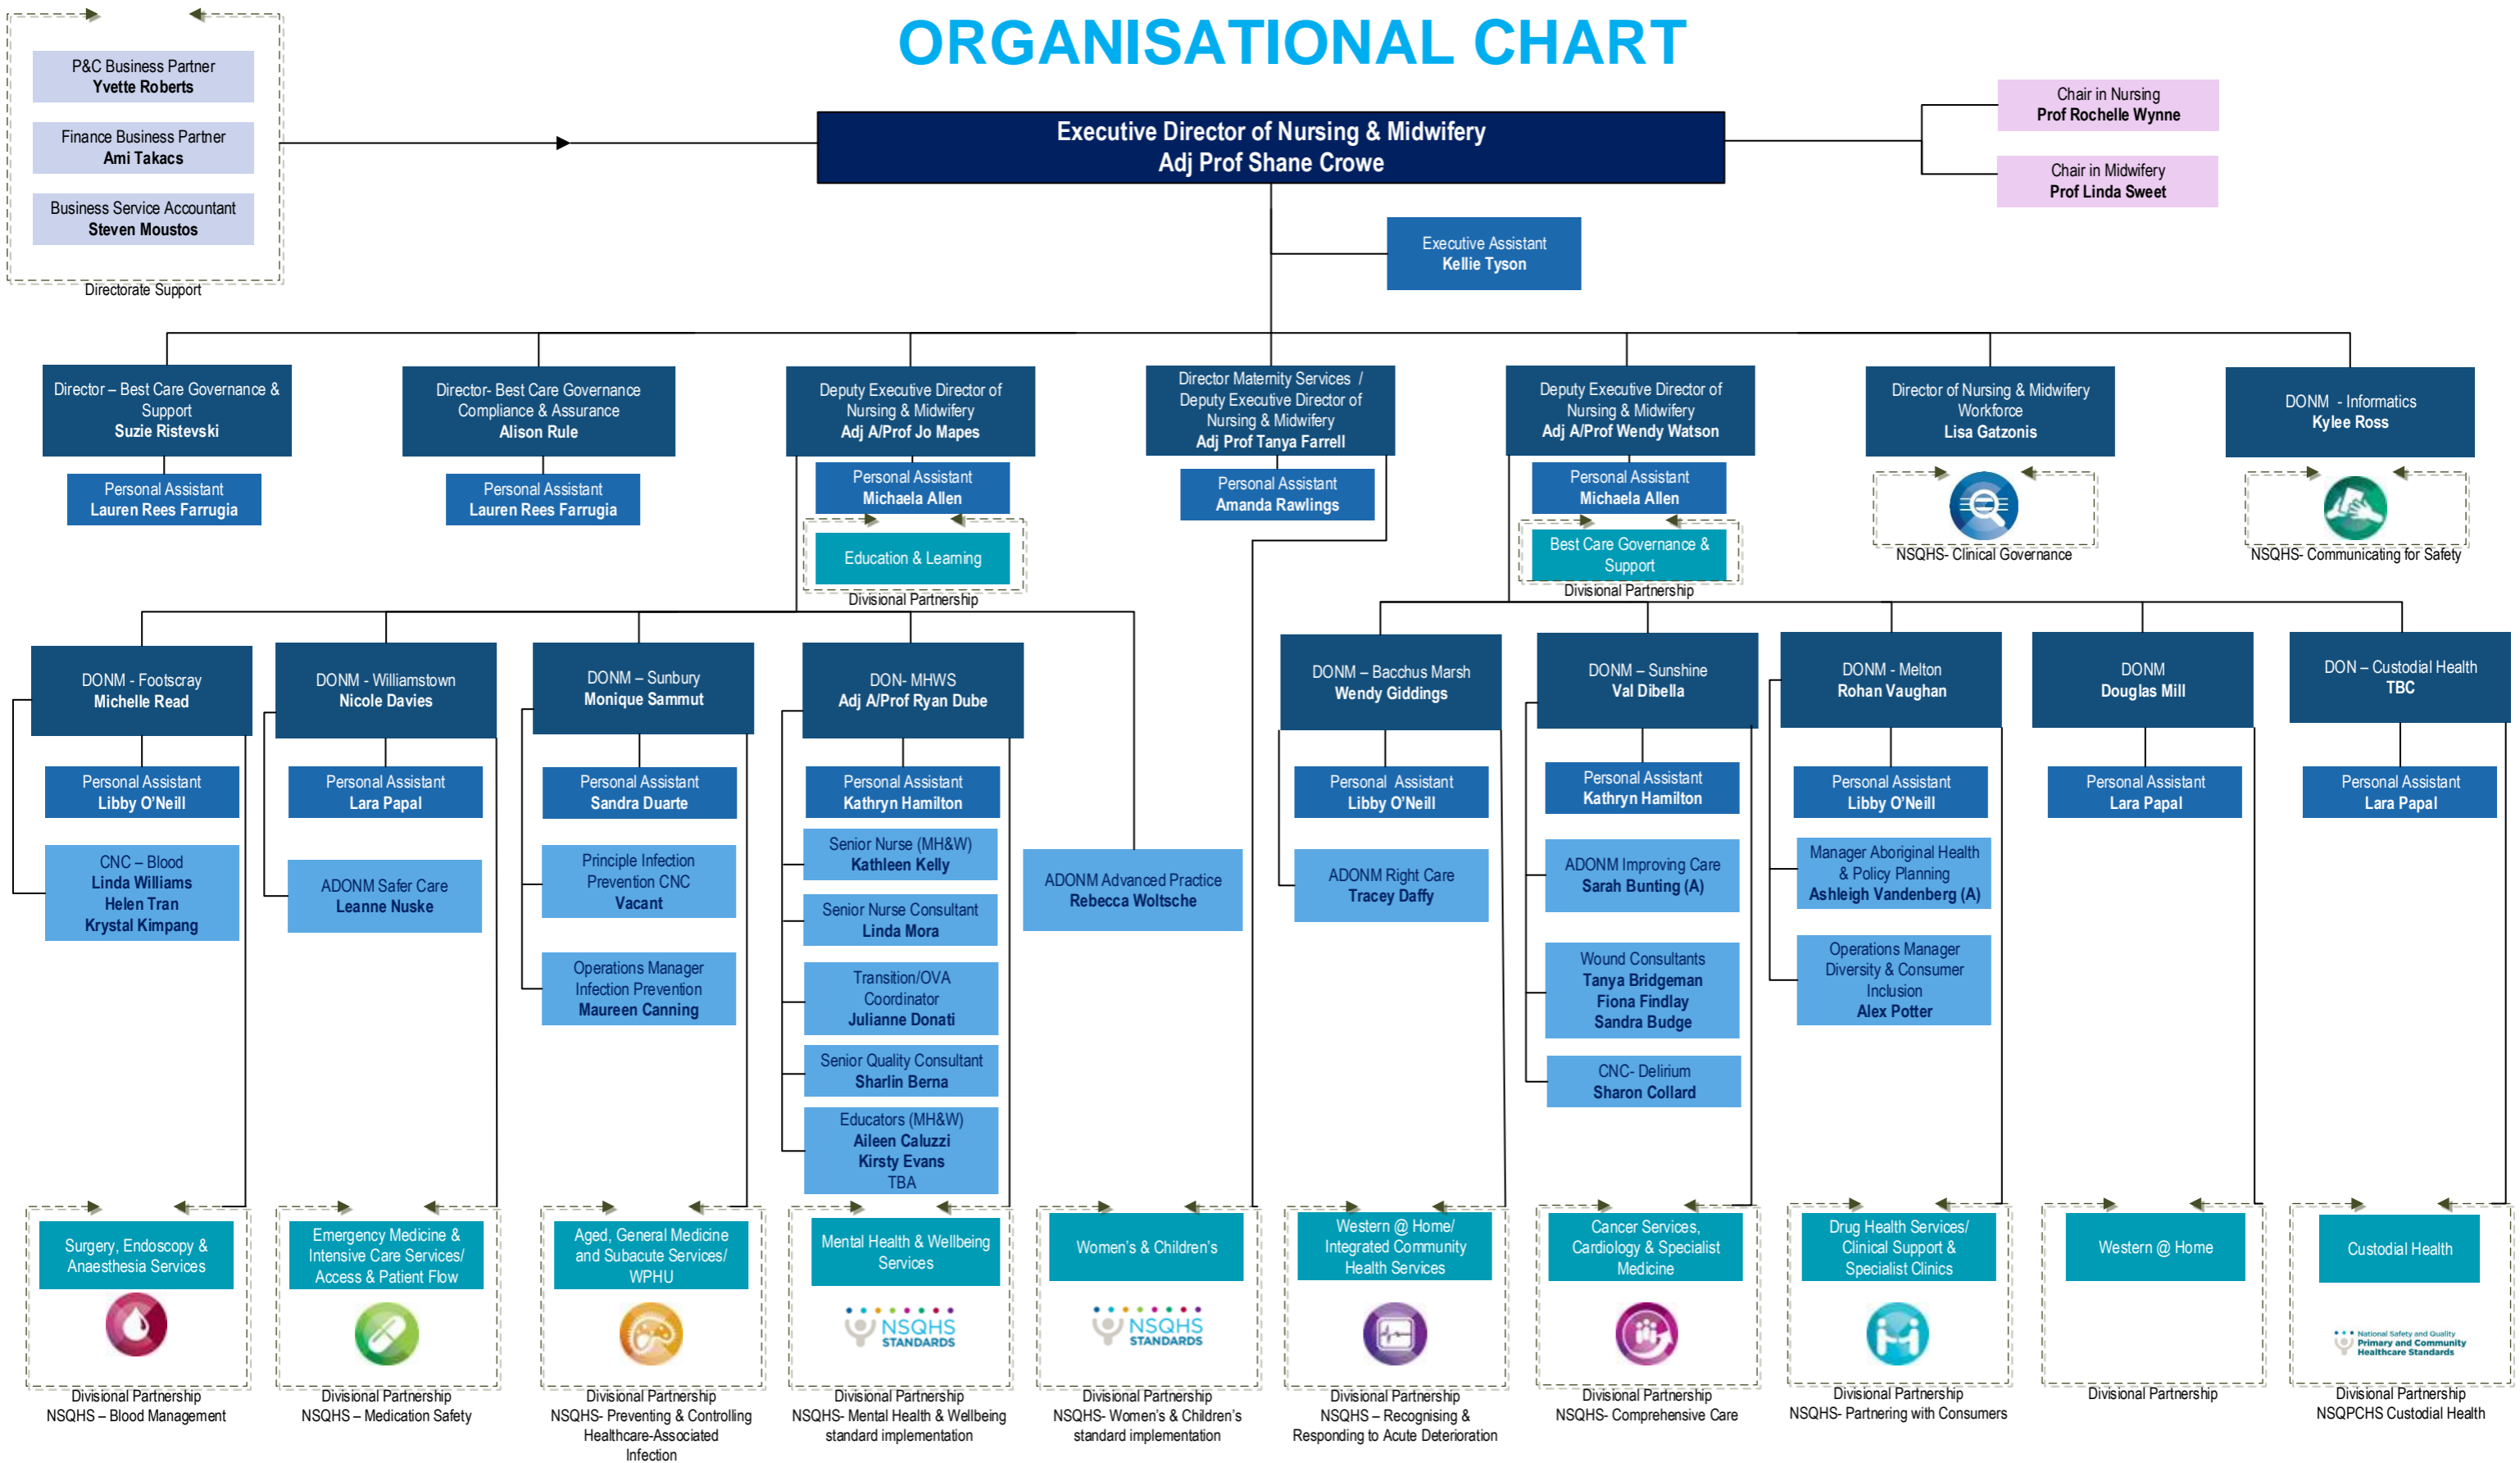 ORGANISATIONAL CHART
P&C Business Partner
Yvette Roberts
Finance Business Partner
Ami Takacs
Business Service Accountant
Steven Moustos
Directorate Support
Executive Director of Nursing & Midwifery
Adj Prof Shane Crowe
Chair in Nursing
Prof Rochelle Wynne
Chair in Midwifery
Prof Linda Sweet
Executive Assistant
Kellie Tyson
Director – Best Care Governance &
Support
Suzie Ristevski
Personal Assistant
Lauren Rees Farrugia
Director- Best Care Governance
Compliance & Assurance
Alison Rule
Personal Assistant
Lauren Rees Farrugia
Deputy Executive Director of
Nursing & Midwifery
Adj A/Prof Jo Mapes
Personal Assistant
Michaela Allen
Education & Learning
Divisional Partnership
Director Maternity Services /
Deputy Executive Director of
Nursing & Midwifery
Adj Prof Tanya Farrell
Personal Assistant
Amanda Rawlings
Deputy Executive Director of
Nursing & Midwifery
Adj A/Prof Wendy Watson
Personal Assistant
Michaela Allen
Best Care Governance &
Support
Divisional Partnership
Director of Nursing & Midwifery
Workforce
Lisa Gatzonis
NSQHS- Clinical Governance
DONM - Informatics
Kylee Ross
NSQHS- Communicating for Safety
DONM - Footscray
Michelle Read
Personal Assistant
Libby O'Neill
CNC – Blood
Linda Williams
Helen Tran
Krystal Kimpang
DONM - Williamstown
Nicole Davies
Personal Assistant
Lara Papal
ADONM Safer Care
Leanne Nuske
DONM – Sunbury
Monique Sammut
Personal Assistant
Sandra Duarte
Principle Infection
Prevention CNC
Vacant
Operations Manager
Infection Prevention
Maureen Canning
DON- MHWS
Adj A/Prof Ryan Dube
Personal Assistant
Kathryn Hamilton
Senior Nurse (MH&W)
Kathleen Kelly
Senior Nurse Consultant
Linda Mora
Transition/OVA
Coordinator
Julianne Donati
Senior Quality Consultant
Sharlin Berna
Educators (MH&W)
Aileen Caluzzi
Kirsty Evans
TBA
ADONM Advanced Practice
Rebecca Woltsche
DONM – Bacchus Marsh
Wendy Giddings
Personal Assistant
Libby O'Neill
ADONM Right Care
Tracey Daffy
DONM – Sunshine
Val Dibella
Personal Assistant
Kathryn Hamilton
ADONM Improving Care
Sarah Bunting (A)
Wound Consultants
Tanya Bridgeman
Fiona Findlay
Sandra Budge
CNC- Delirium
Sharon Collard
DONM - Melton
Rohan Vaughan
Personal Assistant
Libby O'Neill
Manager Aboriginal Health
& Policy Planning
Ashleigh Vandenberg (A)
Operations Manager
Diversity & Consumer
Inclusion
Alex Potter
DONM
Douglas Mill
Personal Assistant
Lara Papal
DON – Custodial Health
TBC
Personal Assistant
Lara Papal
Surgery, Endoscopy &
Anaesthesia Services
Divisional Partnership
NSQHS – Blood Management
Emergency Medicine &
Intensive Care Services/
Access & Patient Flow
Divisional Partnership
NSQHS – Medication Safety
Aged, General Medicine
and Subacute Services/
WPHU
Divisional Partnership
NSQHS- Preventing & Controlling
Healthcare-Associated
Infection
Mental Health & Wellbeing
Services
NSQHS
STANDARDS
Divisional Partnership
NSQHS- Mental Health & Wellbeing
standard implementation
Women's & Children's
NSQHS
STANDARDS
Divisional Partnership
NSQHS- Women's & Children's
standard implementation
Western @ Home/
Integrated Community
Health Services
Divisional Partnership
NSQHS – Recognising &
Responding to Acute Deterioration
Cancer Services,
Cardiology & Specialist
Medicine
Divisional Partnership
NSQHS- Comprehensive Care
Drug Health Services/
Clinical Support &
Specialist Clinics
Divisional Partnership
NSQHS- Partnering with Consumers
Western @ Home
Divisional Partnership
Custodial Health
National Safety and Quality
Primary and Community
Healthcare Standards
Divisional Partnership
NSQPCHS Custodial Health